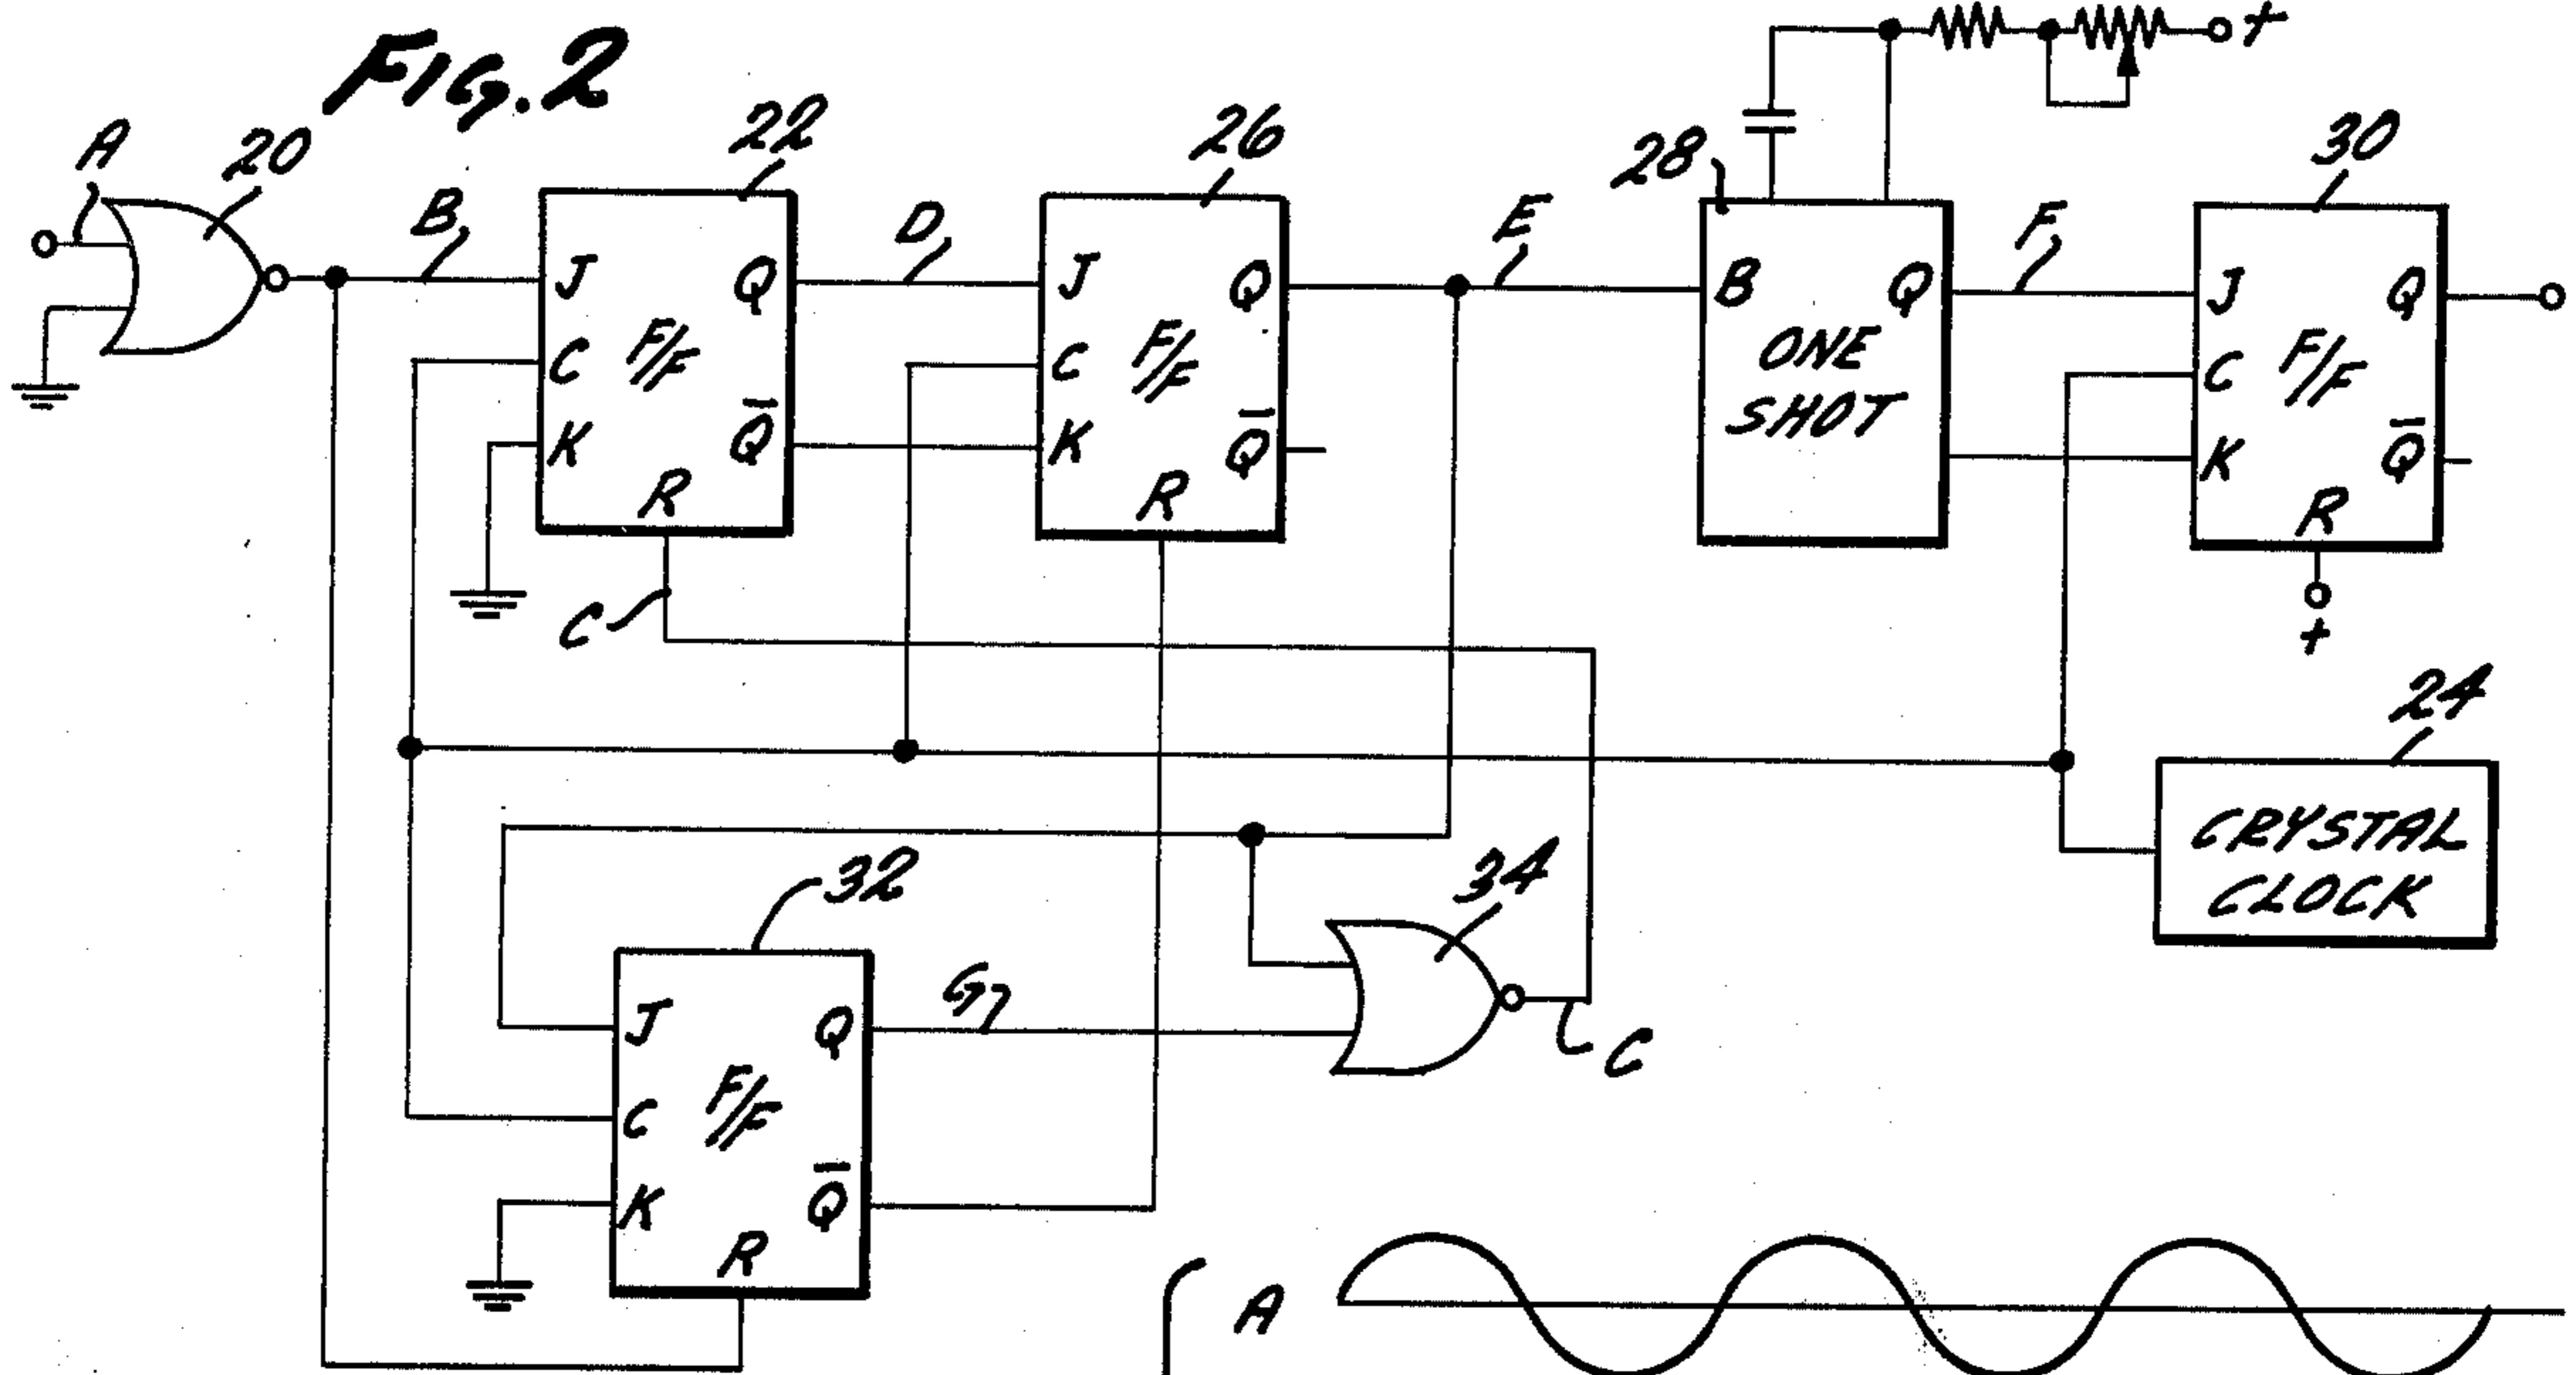 FIG. 2
+
A
20
B
22
J
C
K
F/F
Q
Q̅
R
C
D
26
J
C
K
F/F
Q
Q̅
R
E
28
B
Q
ONE
SHOT
F
30
J
C
K
F/F
Q
Q̅
R
+
24
CRYSTAL
CLOCK
32
J
C
K
F/F
Q
Q̅
R
G
34
C
A